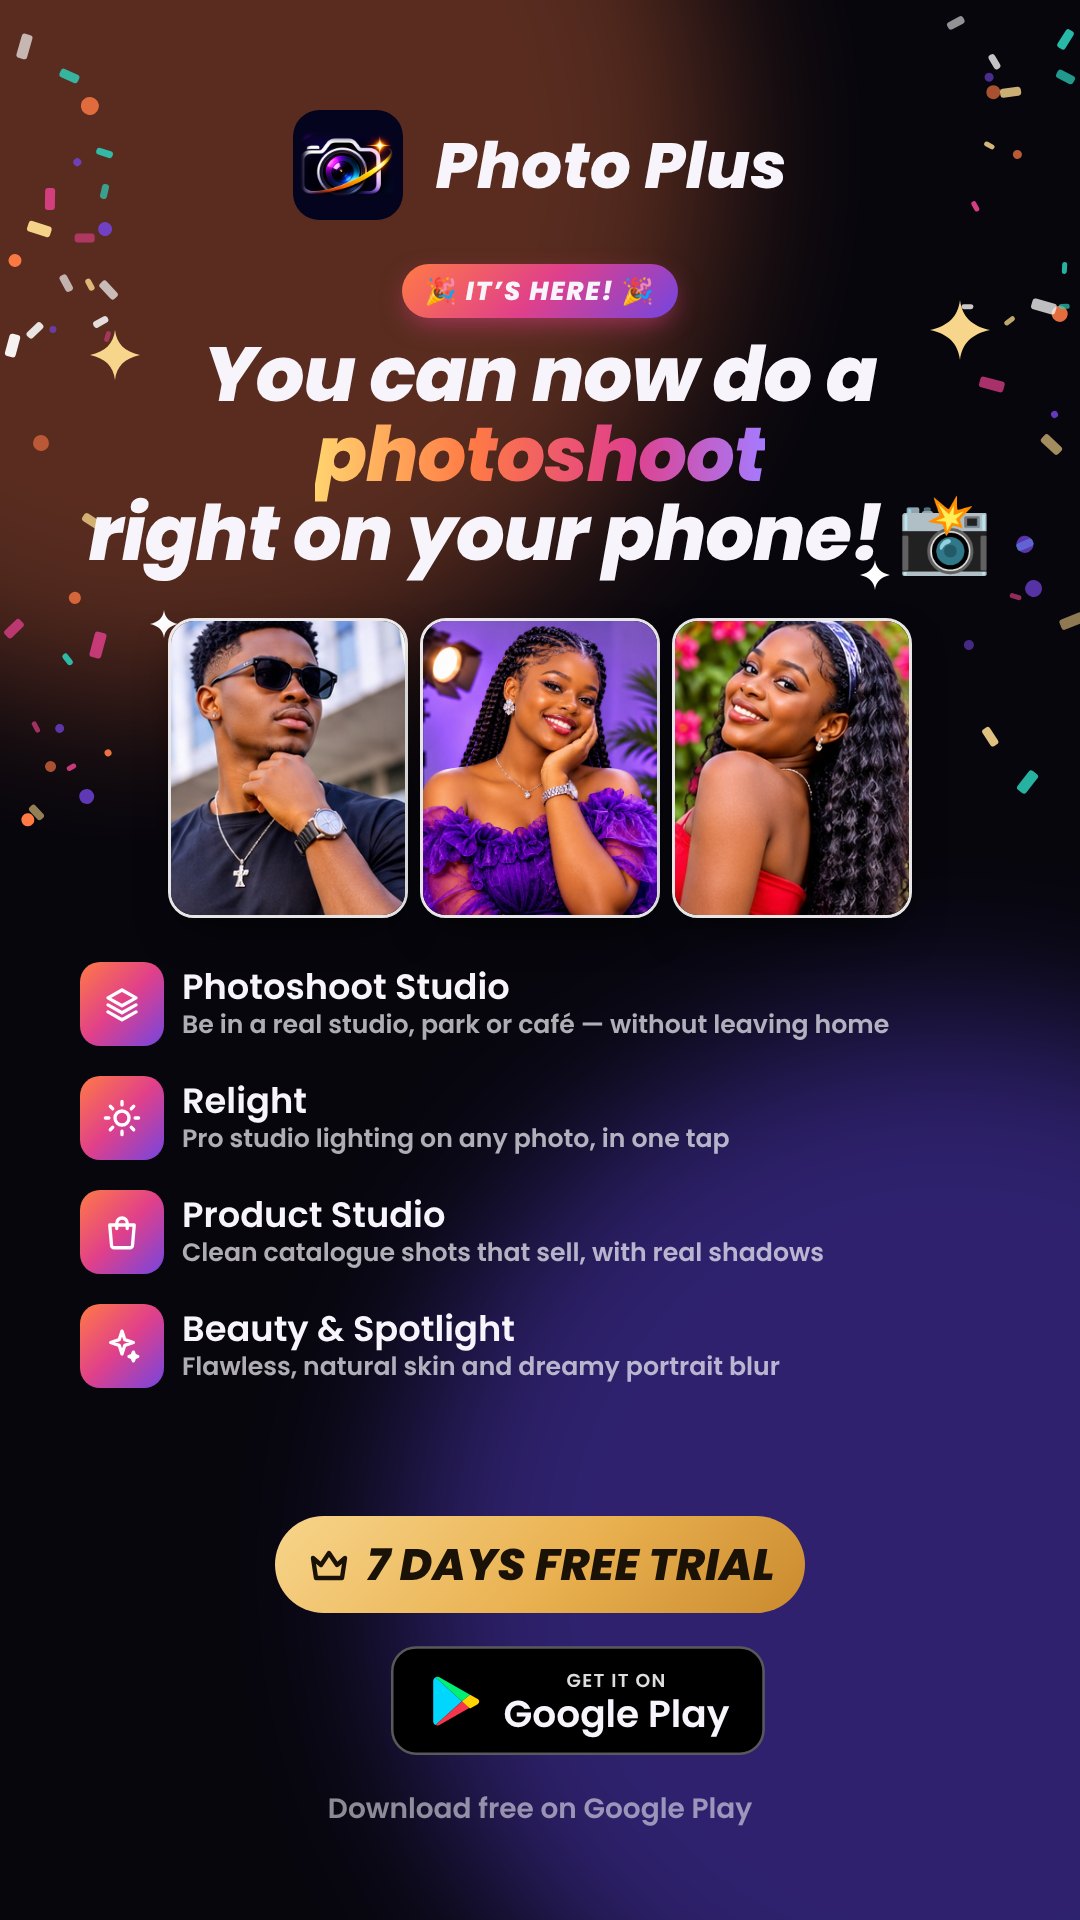 Photo Plus
🎉 IT’S HERE! 🎉
You can now do a
photoshoot
right on your phone! 📸
Photoshoot Studio
Be in a real studio, park or café — without leaving home
Relight
Pro studio lighting on any photo, in one tap
Product Studio
Clean catalogue shots that sell, with real shadows
Beauty & Spotlight
Flawless, natural skin and dreamy portrait blur
7 DAYS FREE TRIAL
GET IT ON
Google Play
Download free on Google Play